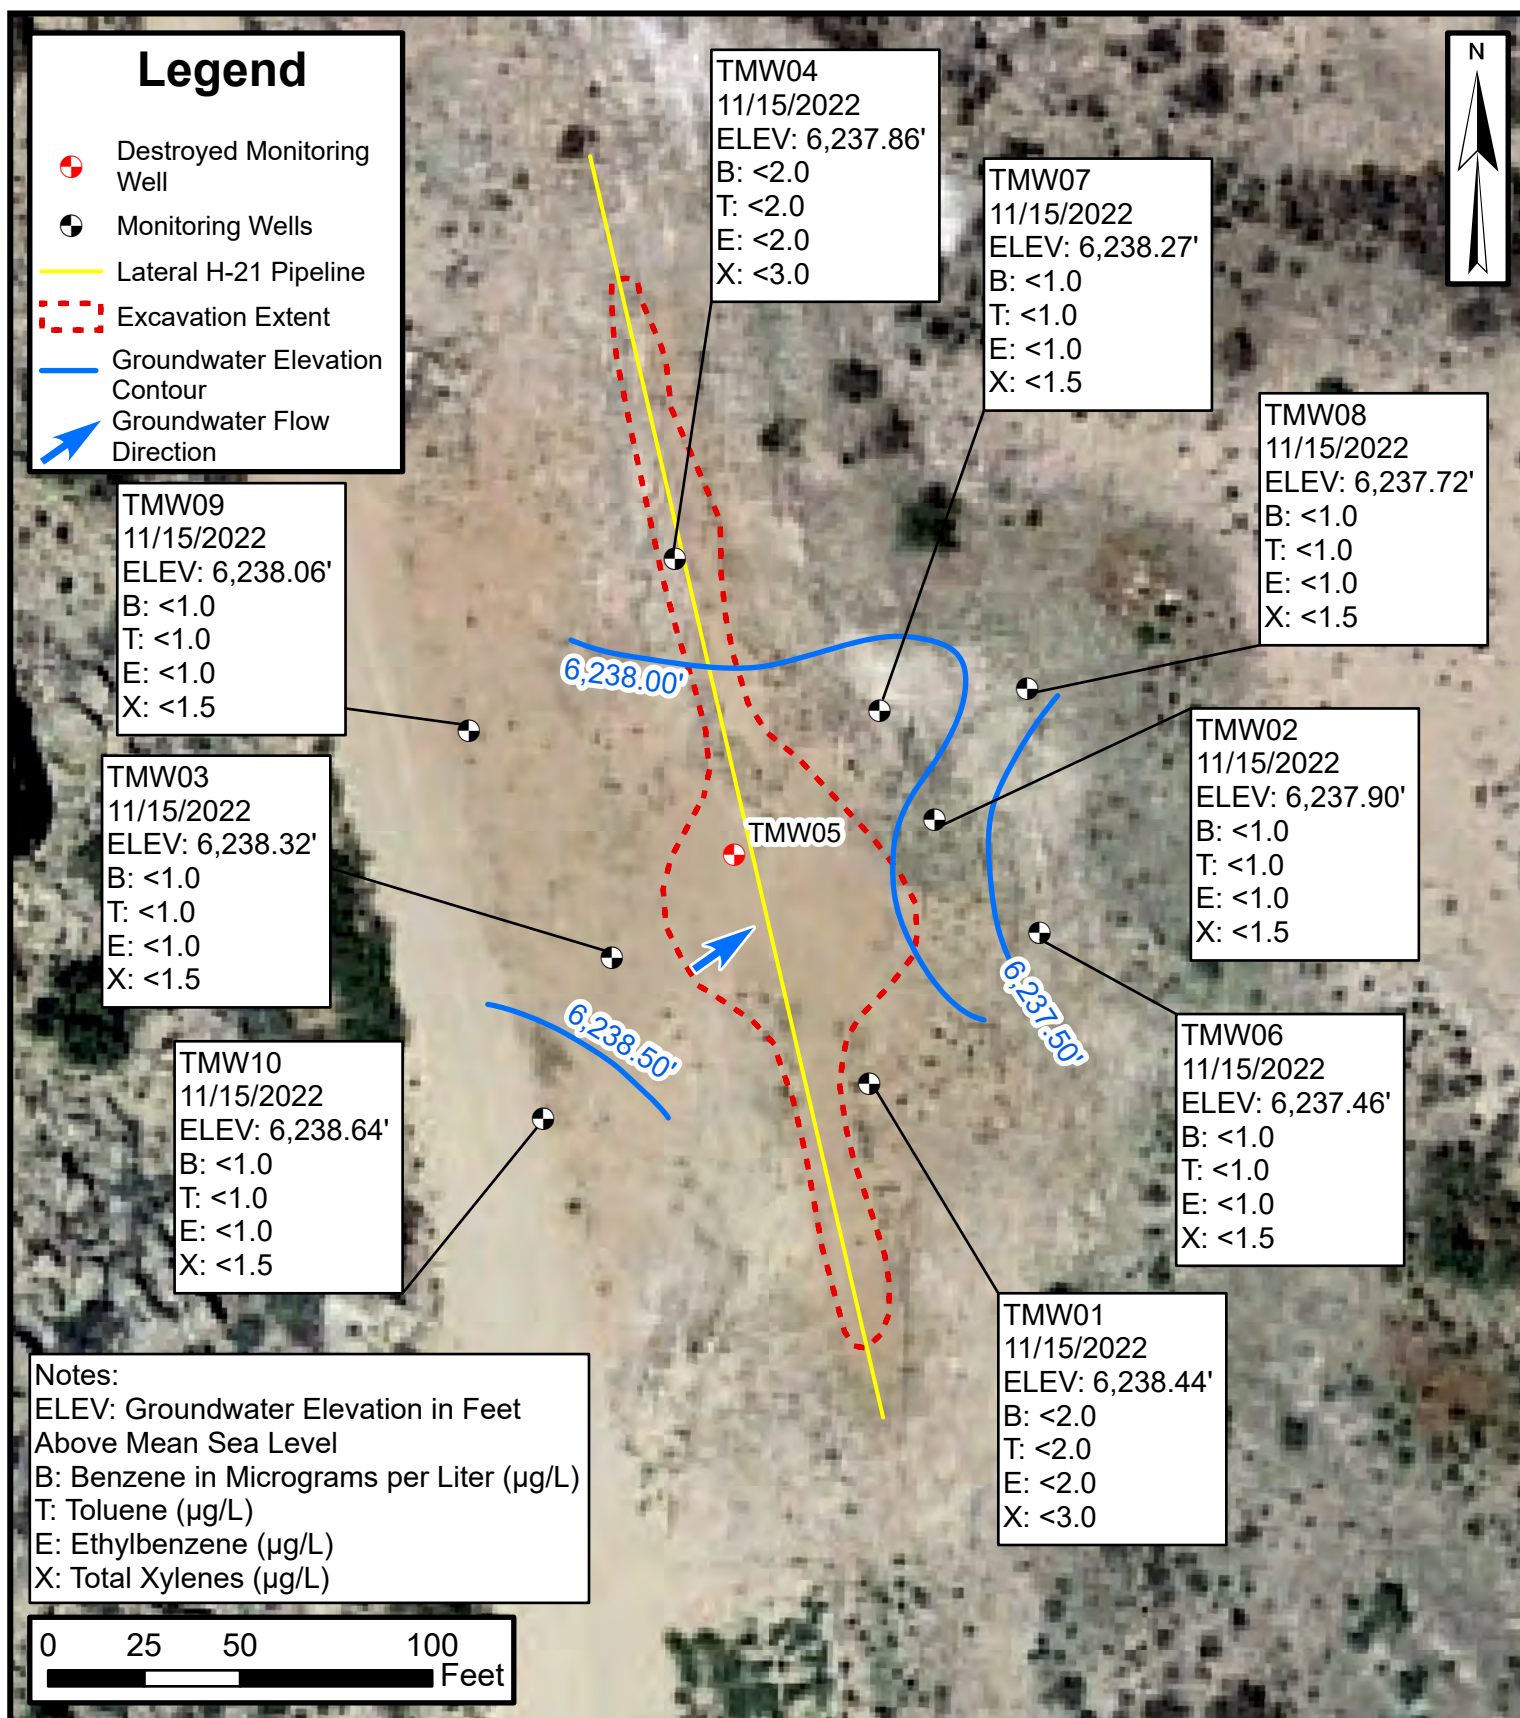 Legend
Destroyed Monitoring
Well
Monitoring Wells
Lateral H-21 Pipeline
Excavation Extent
Groundwater Elevation
Contour
Groundwater Flow
Direction
N
TMW04
11/15/2022
ELEV: 6,237.86'
B: <2.0
T: <2.0
E: <2.0
X: <3.0
TMW07
11/15/2022
ELEV: 6,238.27'
B: <1.0
T: <1.0
E: <1.0
X: <1.5
TMW08
11/15/2022
ELEV: 6,237.72'
B: <1.0
T: <1.0
E: <1.0
X: <1.5
TMW09
11/15/2022
ELEV: 6,238.06'
B: <1.0
T: <1.0
E: <1.0
X: <1.5
6,238.00'
TMW02
11/15/2022
ELEV: 6,237.90'
B: <1.0
T: <1.0
E: <1.0
X: <1.5
TMW03
11/15/2022
ELEV: 6,238.32'
B: <1.0
T: <1.0
E: <1.0
X: <1.5
TMW05
6,237.50'
6,238.50'
TMW06
11/15/2022
ELEV: 6,237.46'
B: <1.0
T: <1.0
E: <1.0
X: <1.5
TMW10
11/15/2022
ELEV: 6,238.64'
B: <1.0
T: <1.0
E: <1.0
X: <1.5
TMW01
11/15/2022
ELEV: 6,238.44'
B: <2.0
T: <2.0
E: <2.0
X: <3.0
Notes:
ELEV: Groundwater Elevation in Feet
Above Mean Sea Level
B: Benzene in Micrograms per Liter (µg/L)
T: Toluene (µg/L)
E: Ethylbenzene (µg/L)
X: Total Xylenes (µg/L)
0 25 50 100
Feet